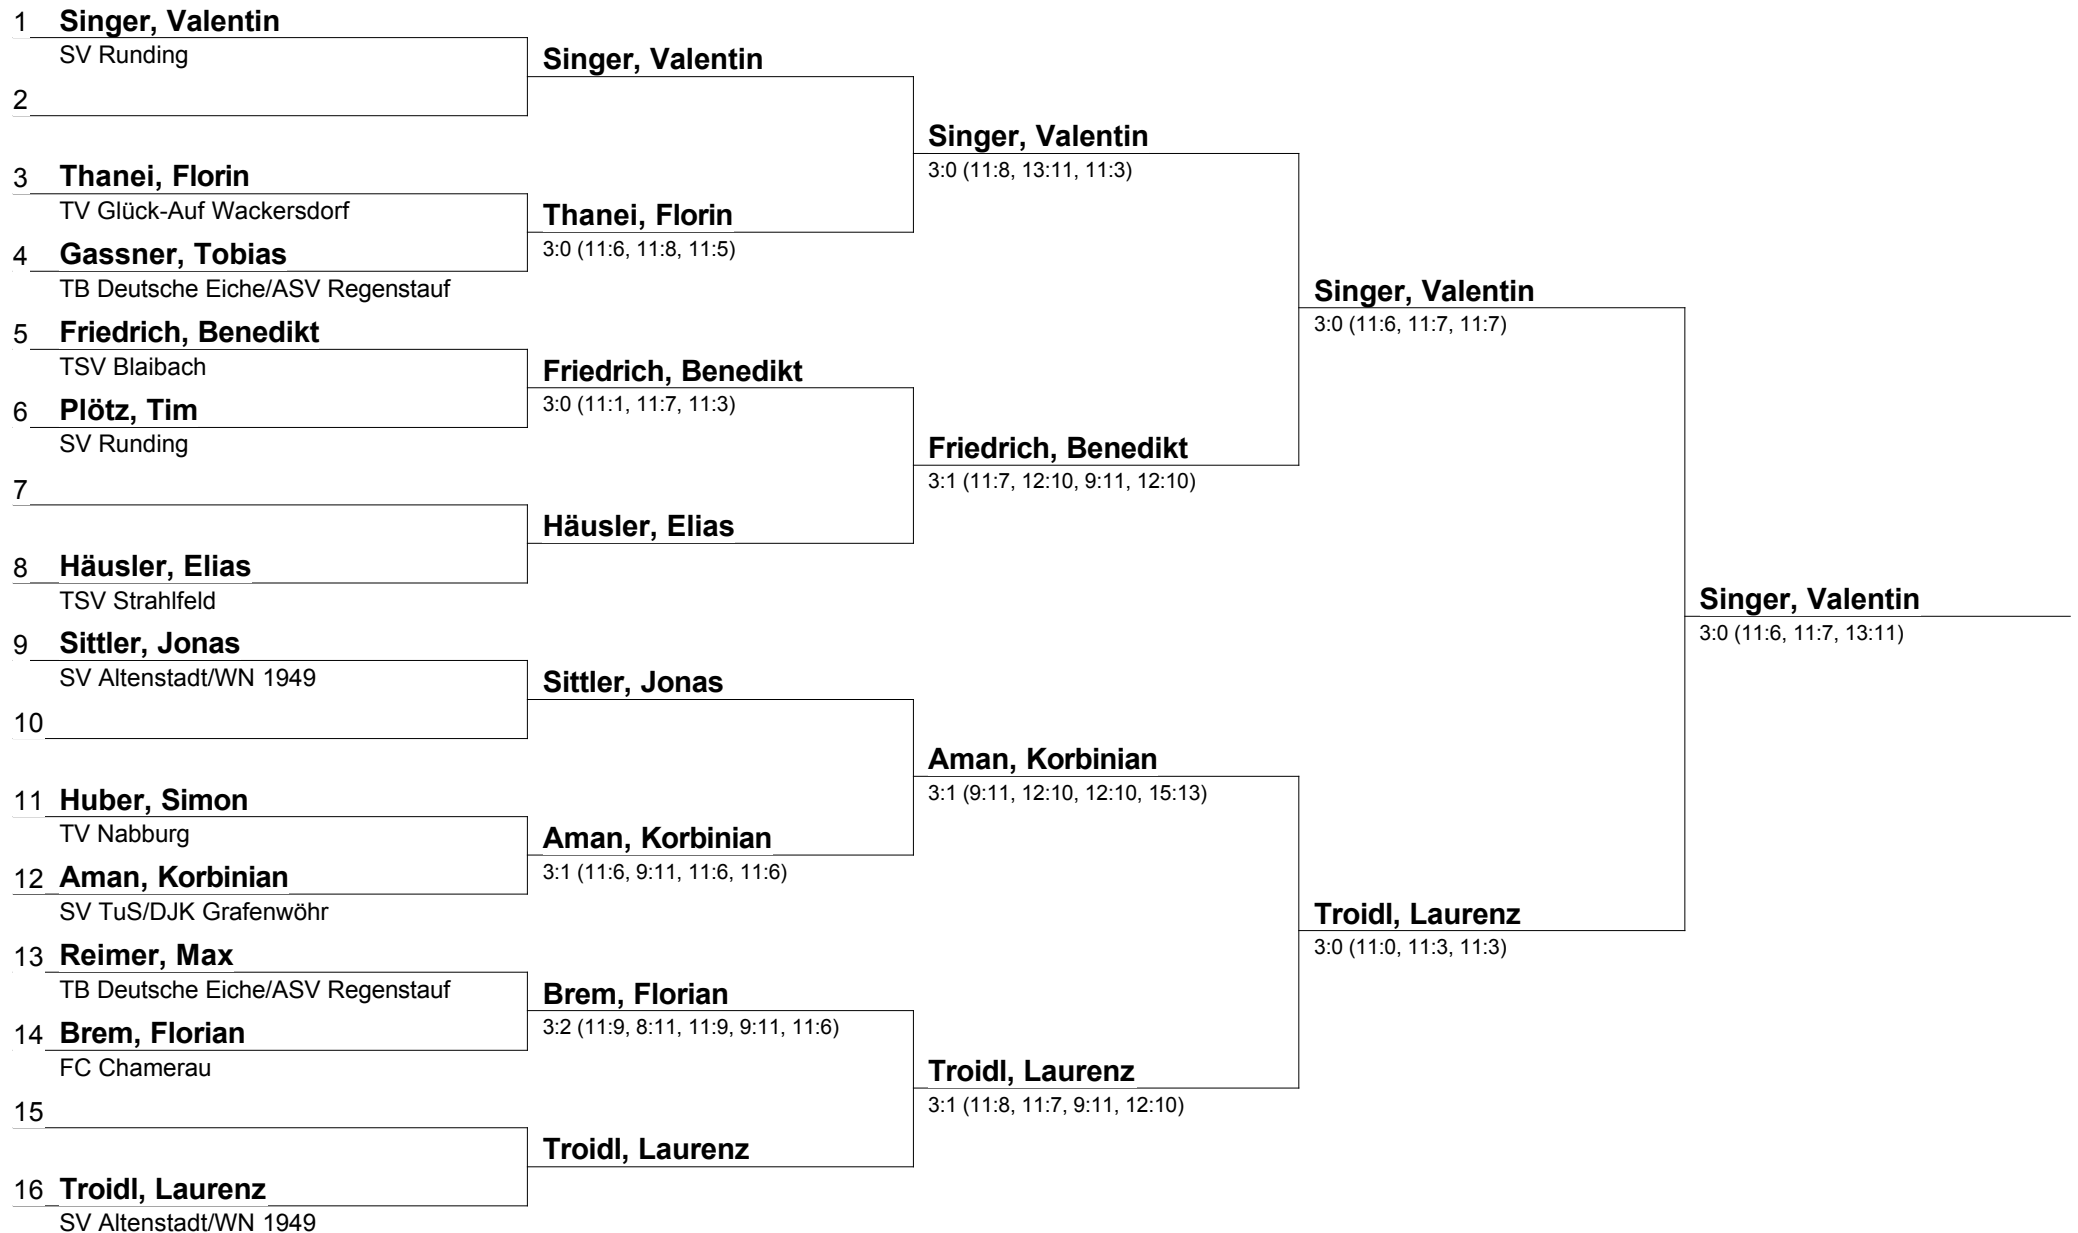 1 Singer, Valentin
SV Runding
2
3 Thanei, Florin
TV Glück-Auf Wackersdorf
4 Gassner, Tobias
TB Deutsche Eiche/ASV Regenstauf
5 Friedrich, Benedikt
TSV Blaibach
6 Plötz, Tim
SV Runding
7
8 Häusler, Elias
TSV Strahlfeld
9 Sittler, Jonas
SV Altenstadt/WN 1949
10
11 Huber, Simon
TV Nabburg
12 Aman, Korbinian
SV TuS/DJK Grafenwöhr
13 Reimer, Max
TB Deutsche Eiche/ASV Regenstauf
14 Brem, Florian
FC Chamerau
15
16 Troidl, Laurenz
SV Altenstadt/WN 1949
Singer, Valentin
Thanei, Florin
3:0 (11:6, 11:8, 11:5)
Friedrich, Benedikt
3:0 (11:1, 11:7, 11:3)
Häusler, Elias
Sittler, Jonas
Aman, Korbinian
3:1 (11:6, 9:11, 11:6, 11:6)
Brem, Florian
3:2 (11:9, 8:11, 11:9, 9:11, 11:6)
Troidl, Laurenz
Singer, Valentin
3:0 (11:8, 13:11, 11:3)
Friedrich, Benedikt
3:1 (11:7, 12:10, 9:11, 12:10)
Aman, Korbinian
3:1 (9:11, 12:10, 12:10, 15:13)
Troidl, Laurenz
3:1 (11:8, 11:7, 9:11, 12:10)
Singer, Valentin
3:0 (11:6, 11:7, 11:7)
Troidl, Laurenz
3:0 (11:0, 11:3, 11:3)
Singer, Valentin
3:0 (11:6, 11:7, 13:11)